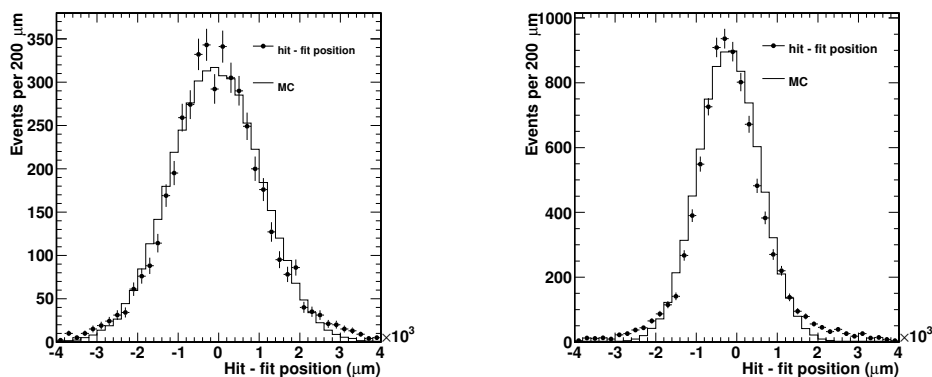 Events per 200 μm
350
300
250
200
150
100
50
0
hit - fit position
MC
-4 -3 -2 -1 0 1 2 3 4
×10³
Hit - fit position (μm)
Events per 200 μm
1000
800
600
400
200
0
hit - fit position
MC
-4 -3 -2 -1 0 1 2 3 4
×10³
Hit - fit position (μm)